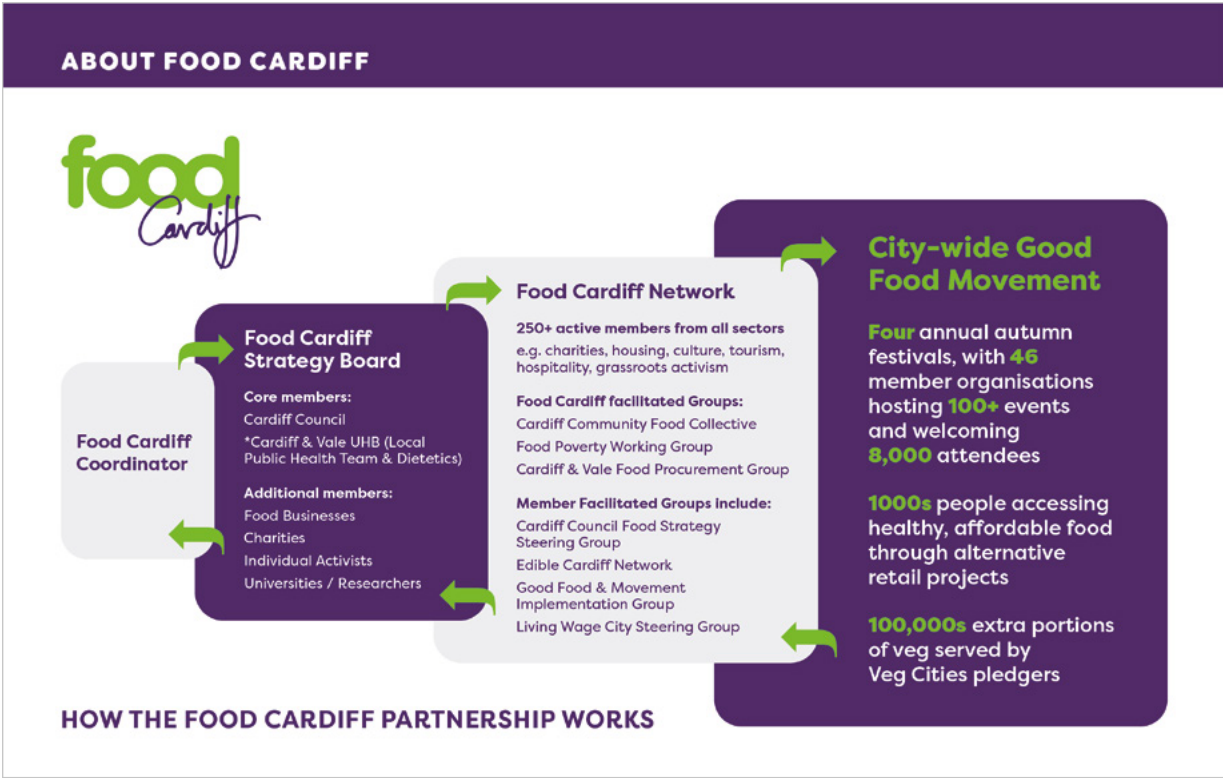 ABOUT FOOD CARDIFF
food
Cardiff
Food Cardiff
Coordinator
Food Cardiff
Strategy Board
Core members:
Cardiff Council
*Cardiff & Vale UHB (Local
Public Health Team & Dietetics)
Additional members:
Food Businesses
Charities
Individual Activists
Universities / Researchers
Food Cardiff Network
250+ active members from all sectors
e.g. charities, housing, culture, tourism,
hospitality, grassroots activism
Food Cardiff facilitated Groups:
Cardiff Community Food Collective
Food Poverty Working Group
Cardiff & Vale Food Procurement Group
Member Facilitated Groups include:
Cardiff Council Food Strategy
Steering Group
Edible Cardiff Network
Good Food & Movement
Implementation Group
Living Wage City Steering Group
City-wide Good
Food Movement
Four annual autumn
festivals, with 46
member organisations
hosting 100+ events
and welcoming
8,000 attendees
1000s people accessing
healthy, affordable food
through alternative
retail projects
100,000s extra portions
of veg served by
Veg Cities pledgers
HOW THE FOOD CARDIFF PARTNERSHIP WORKS